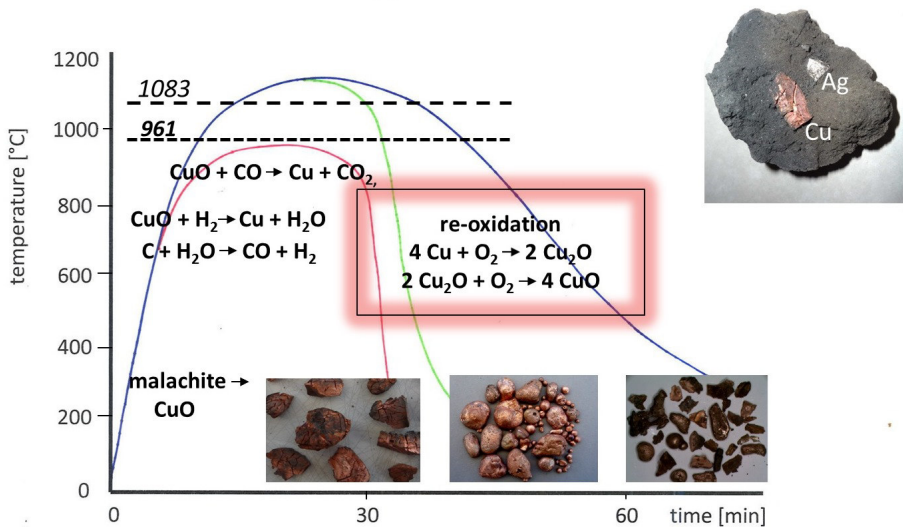 1200
1083
1000
961
800
600
400
200
0
temperature [°C]
CuO + CO → Cu + CO₂,
CuO + H₂→ Cu + H₂O
C + H₂O → CO + H₂
re-oxidation
4 Cu + O₂ → 2 Cu₂O
2 Cu₂O + O₂ → 4 CuO
malachite →
CuO
Ag
Cu
0
30
60
time [min]